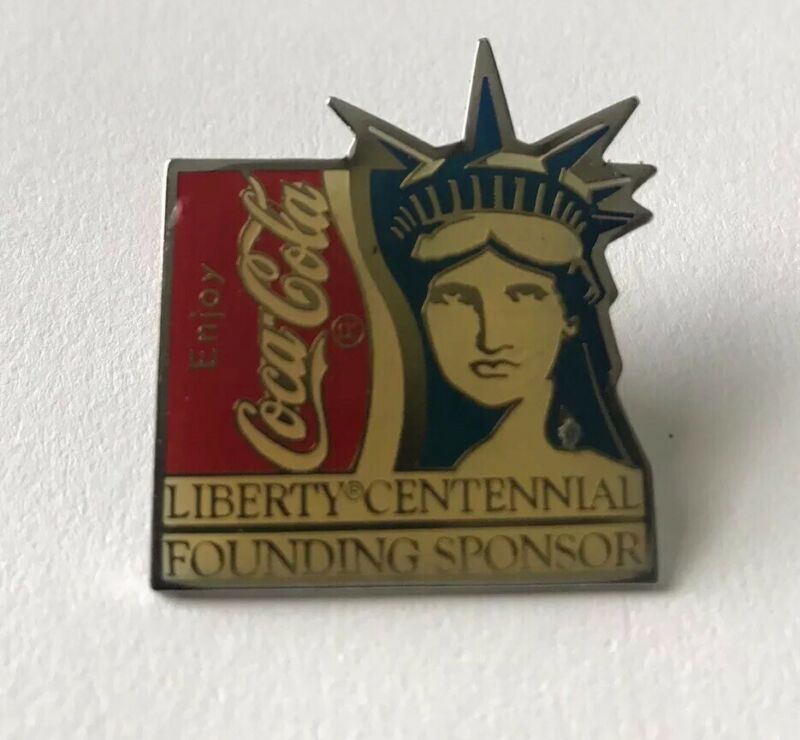 Enjoy
Coca-Cola ®
LIBERTY® CENTENNIAL
FOUNDING SPONSOR